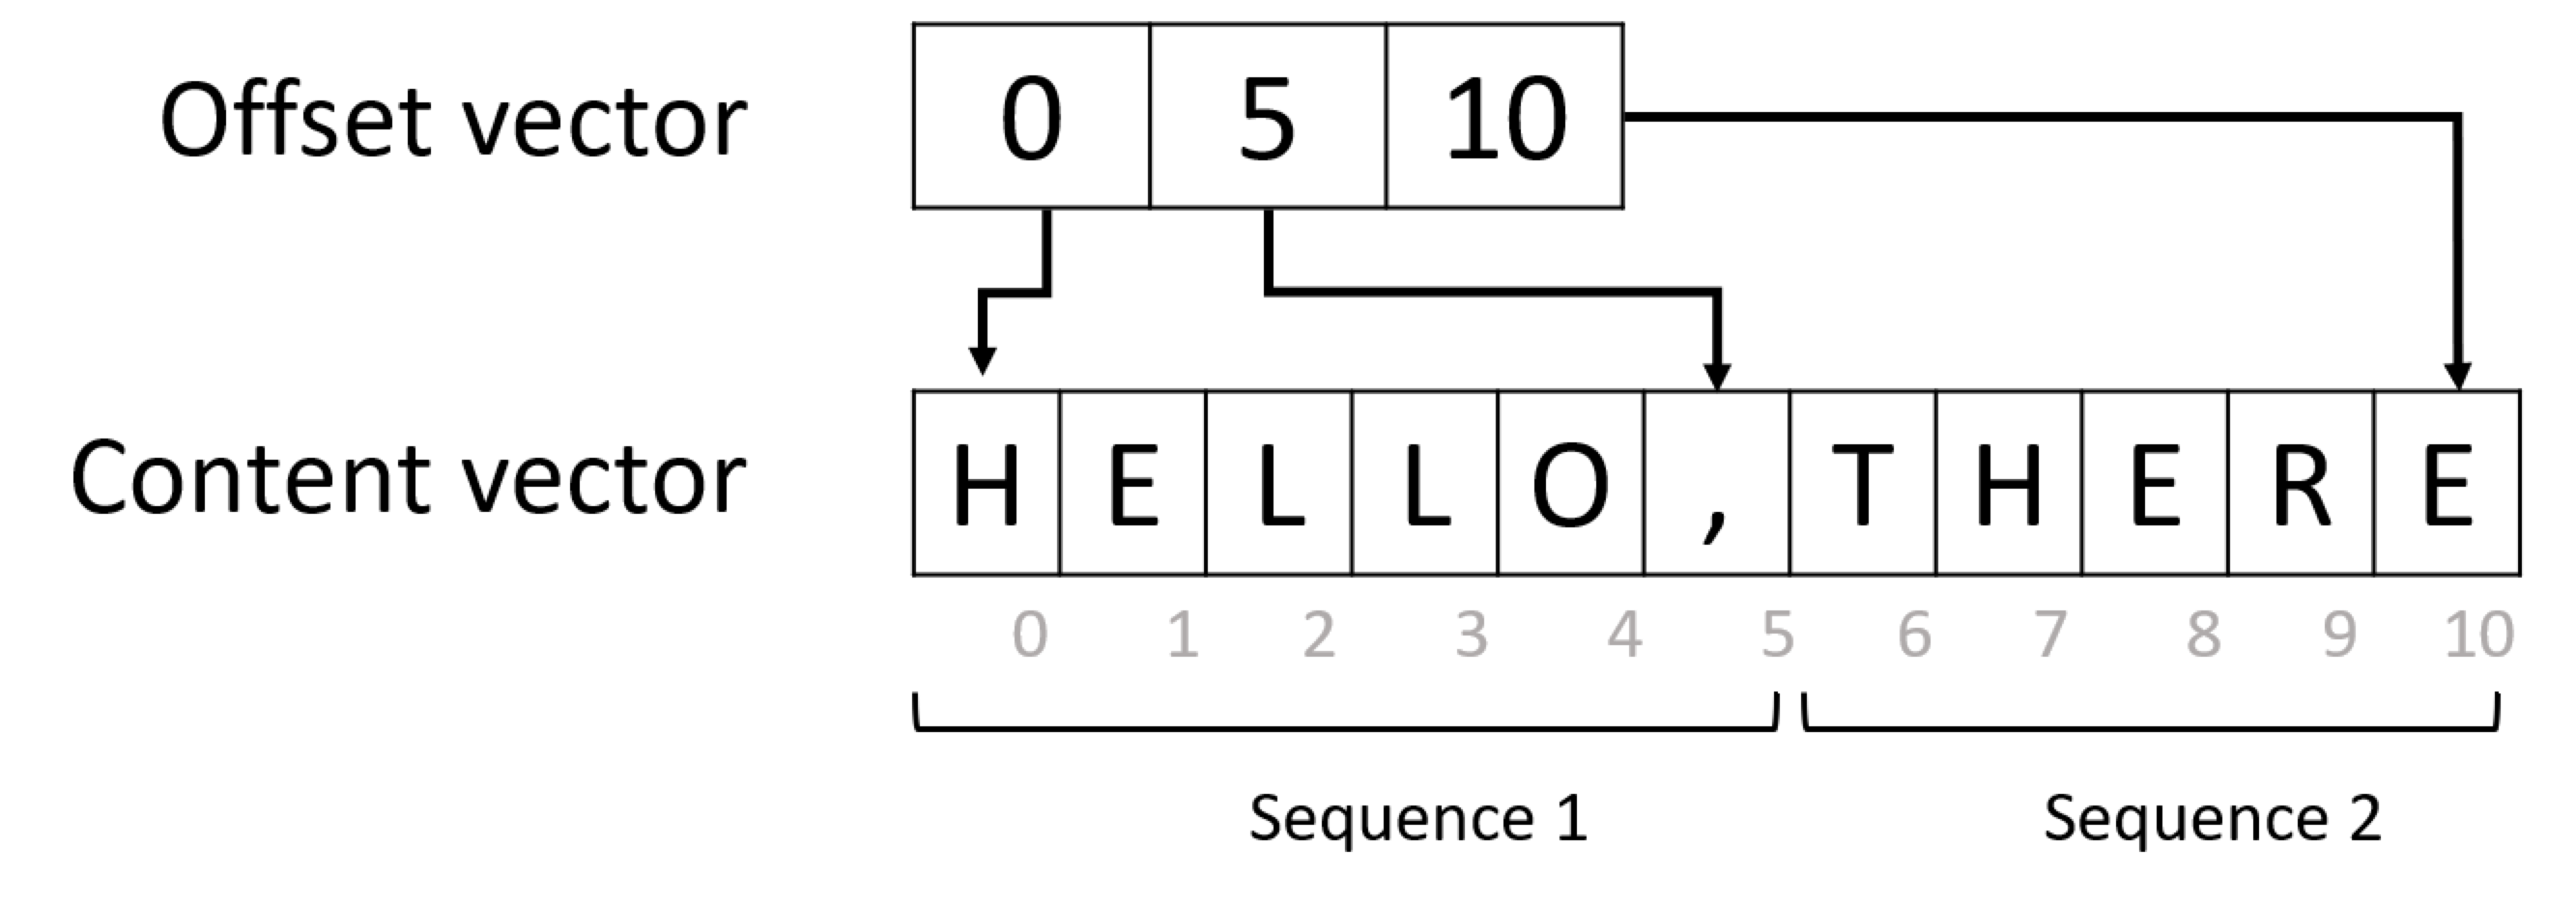 Offset vector 0 5 10
Content vector H E L L O , T H E R E
0 1 2 3 4 5 6 7 8 9 10
Sequence 1 Sequence 2